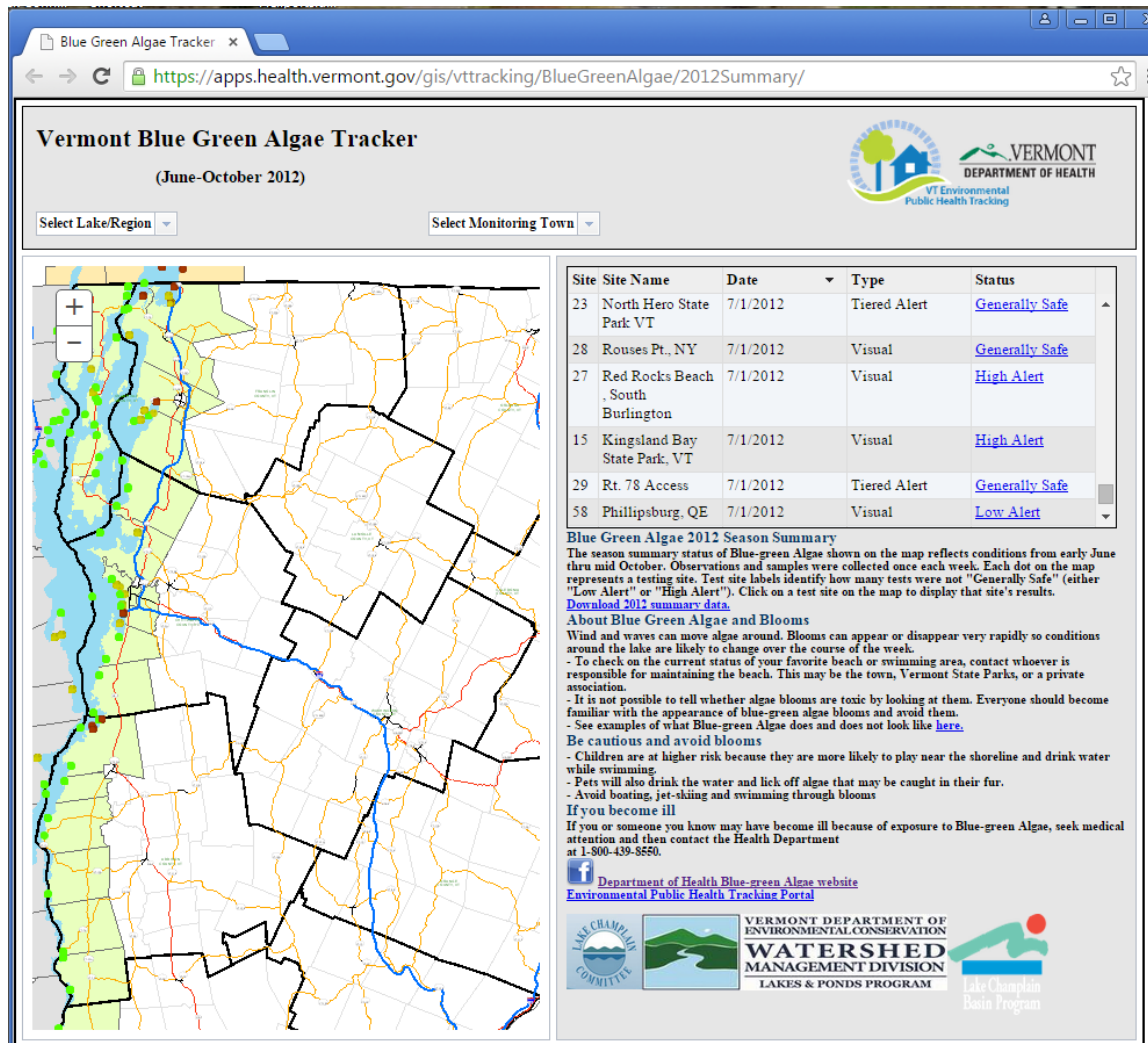 Blue Green Algae Tracker
https://apps.health.vermont.gov/gis/vttracking/BlueGreenAlgae/2012Summary/
Vermont Blue Green Algae Tracker
(June-October 2012)
VERMONT
DEPARTMENT OF HEALTH
VT Environmental
Public Health Tracking
Select Lake/Region
Select Monitoring Town
+
−
Site Site Name Date Type Status
23 North Hero State 7/1/2012 Tiered Alert Generally Safe
Park VT
28 Rouses Pt., NY 7/1/2012 Visual Generally Safe
27 Red Rocks Beach 7/1/2012 Visual High Alert
, South
Burlington
15 Kingsland Bay 7/1/2012 Visual High Alert
State Park, VT
29 Rt. 78 Access 7/1/2012 Tiered Alert Generally Safe
58 Phillipsburg, QE 7/1/2012 Visual Low Alert
Blue Green Algae 2012 Season Summary
The season summary status of Blue-green Algae shown on the map reflects conditions from early June
thru mid October. Observations and samples were collected once each week. Each dot on the map
represents a testing site. Test site labels identify how many tests were not "Generally Safe" (either
"Low Alert" or "High Alert"). Click on a test site on the map to display that site's results.
Download 2012 summary data.
About Blue Green Algae and Blooms
Wind and waves can move algae around. Blooms can appear or disappear very rapidly so conditions
around the lake are likely to change over the course of the week.
- To check on the current status of your favorite beach or swimming area, contact whoever is
responsible for maintaining the beach. This may be the town, Vermont State Parks, or a private
association.
- It is not possible to tell whether algae blooms are toxic by looking at them. Everyone should become
familiar with the appearance of blue-green algae blooms and avoid them.
- See examples of what Blue-green Algae does and does not look like here.
Be cautious and avoid blooms
- Children are at higher risk because they are more likely to play near the shoreline and drink water
while swimming.
- Pets will also drink the water and lick off algae that may be caught in their fur.
- Avoid boating, jet-skiing and swimming through blooms
If you become ill
If you or someone you know may have become ill because of exposure to Blue-green Algae, seek medical
attention and then contact the Health Department
at 1-800-439-8550.
Department of Health Blue-green Algae website
Environmental Public Health Tracking Portal
LAKE CHAMPLAIN
COMMITTEE
VERMONT DEPARTMENT OF
ENVIRONMENTAL CONSERVATION
WATERSHED
MANAGEMENT DIVISION
LAKES & PONDS PROGRAM
Lake Champlain
Basin Program